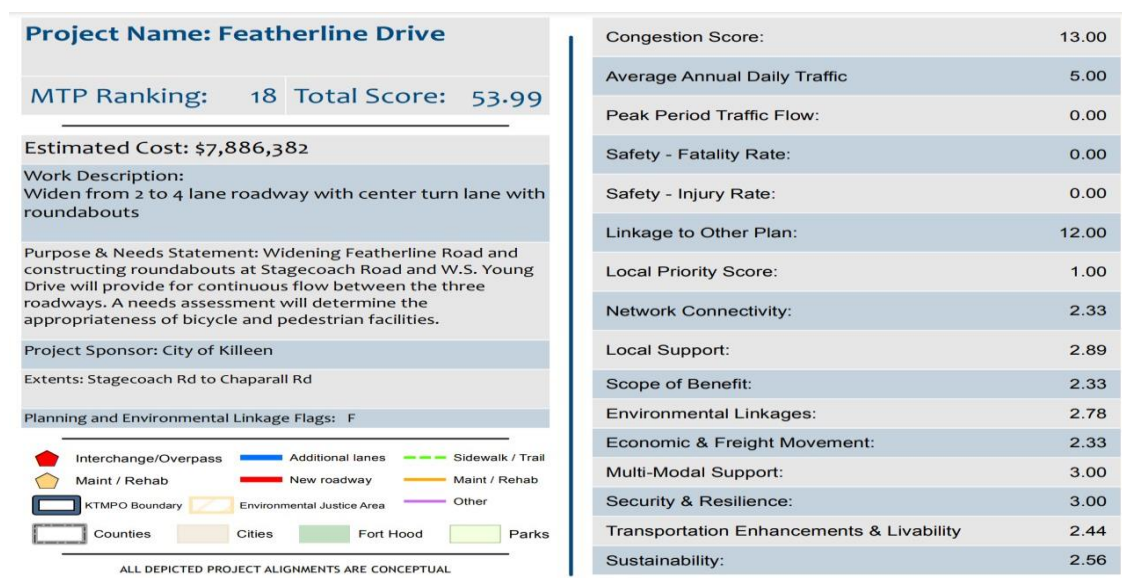 Project Name: Featherline Drive
MTP Ranking: 18 Total Score: 53.99
Estimated Cost: $7,886,382
Work Description:
Widen from 2 to 4 lane roadway with center turn lane with
roundabouts
Purpose & Needs Statement: Widening Featherline Road and
constructing roundabouts at Stagecoach Road and W.S. Young
Drive will provide for continuous flow between the three
roadways. A needs assessment will determine the
appropriateness of bicycle and pedestrian facilities.
Project Sponsor: City of Killeen
Extents: Stagecoach Rd to Chaparall Rd
Planning and Environmental Linkage Flags: F
Interchange/Overpass Additional lanes Sidewalk / Trail
Maint / Rehab New roadway Maint / Rehab
KTMPO Boundary Environmental Justice Area Other
Counties Cities Fort Hood Parks
ALL DEPICTED PROJECT ALIGNMENTS ARE CONCEPTUAL
Congestion Score: 13.00
Average Annual Daily Traffic 5.00
Peak Period Traffic Flow: 0.00
Safety - Fatality Rate: 0.00
Safety - Injury Rate: 0.00
Linkage to Other Plan: 12.00
Local Priority Score: 1.00
Network Connectivity: 2.33
Local Support: 2.89
Scope of Benefit: 2.33
Environmental Linkages: 2.78
Economic & Freight Movement: 2.33
Multi-Modal Support: 3.00
Security & Resilience: 3.00
Transportation Enhancements & Livability 2.44
Sustainability: 2.56